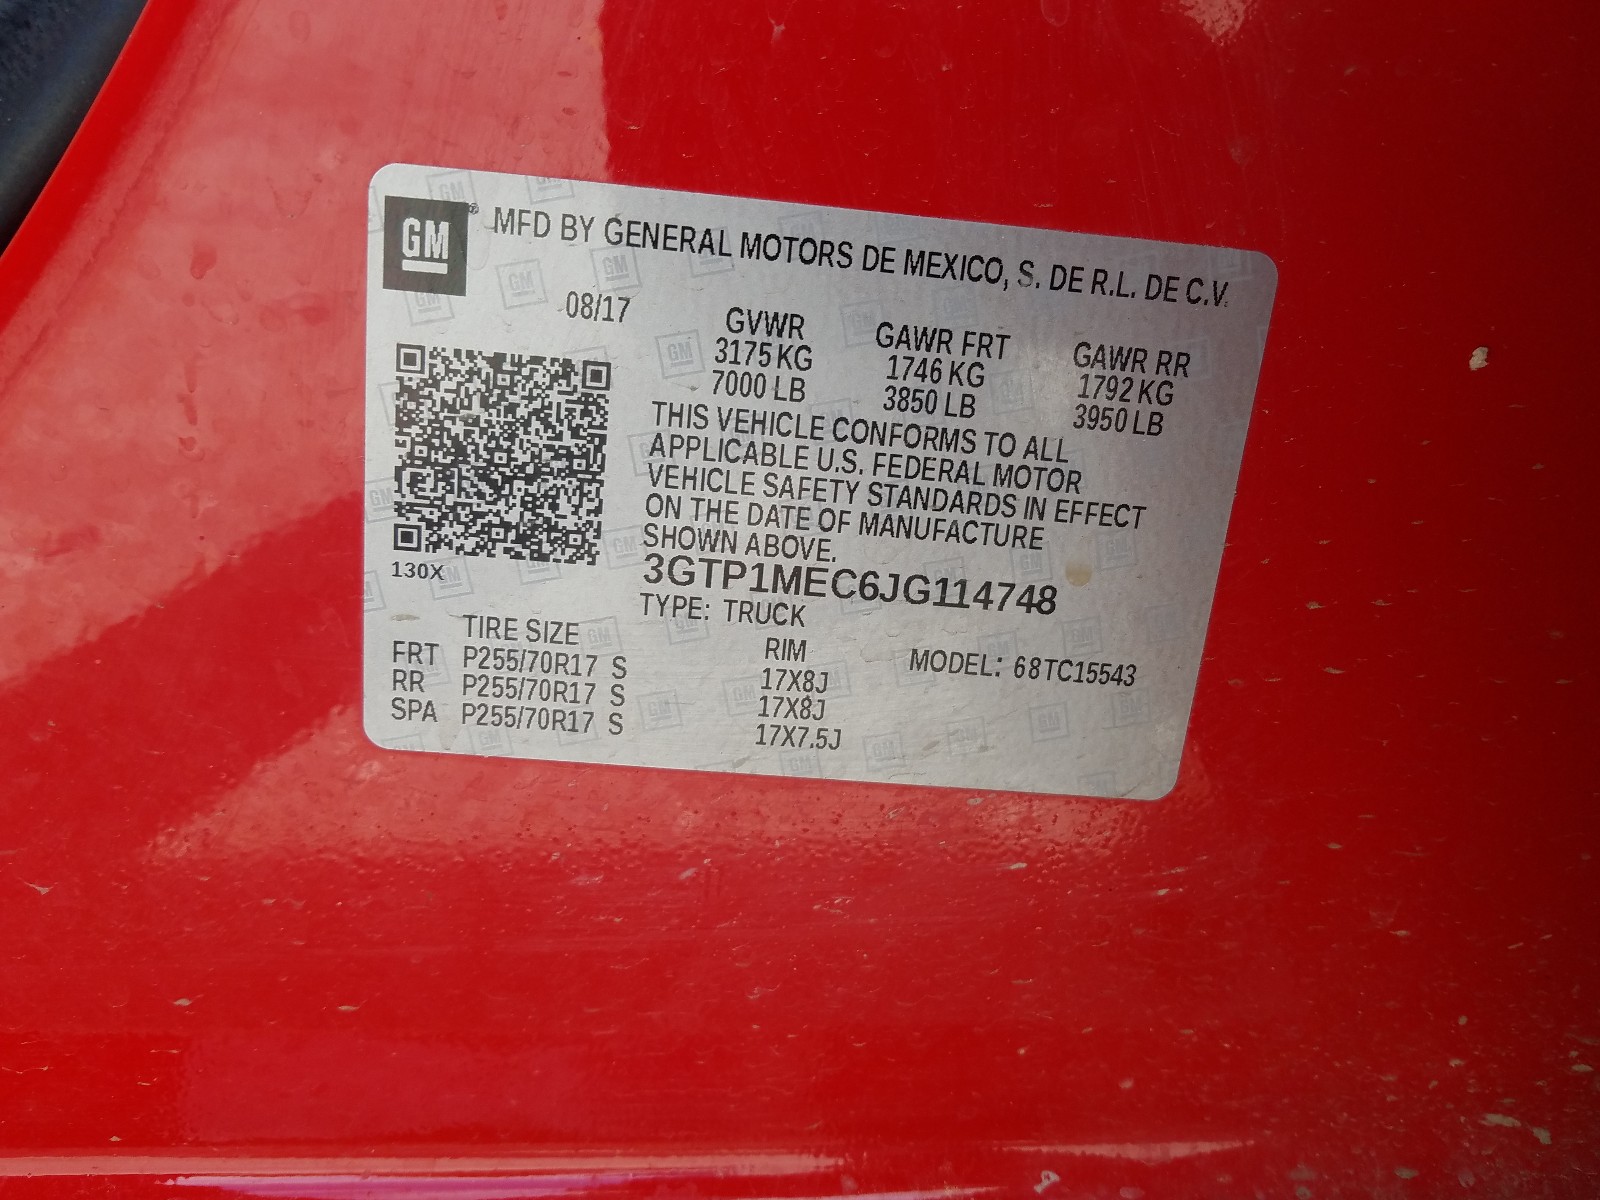 GM® MFD BY GENERAL MOTORS DE MEXICO, S. DE R.L. DE C.V.
08/17
GVWR GAWR FRT GAWR RR
3175 KG 1746 KG 1792 KG
7000 LB 3850 LB 3950 LB
THIS VEHICLE CONFORMS TO ALL
APPLICABLE U.S. FEDERAL MOTOR
VEHICLE SAFETY STANDARDS IN EFFECT
ON THE DATE OF MANUFACTURE
SHOWN ABOVE.
130X
3GTP1MEC6JG114748
TYPE: TRUCK
MODEL: 68TC15543
TIRE SIZE RIM
FRT P255/70R17 S 17X8J
RR P255/70R17 S 17X8J
SPA P255/70R17 S 17X7.5J